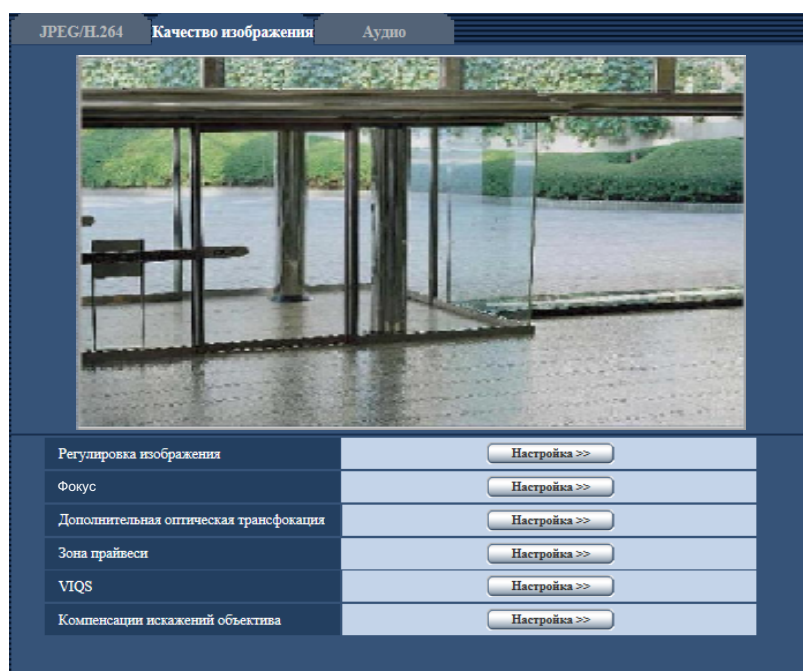 JPEG/H.264 Качество изображения Аудио
Регулировка изображения Настройка >>
Фокус Настройка >>
Дополнительная оптическая трансфокация Настройка >>
Зона прайвеси Настройка >>
VIQS Настройка >>
Компенсации искажений объектива Настройка >>